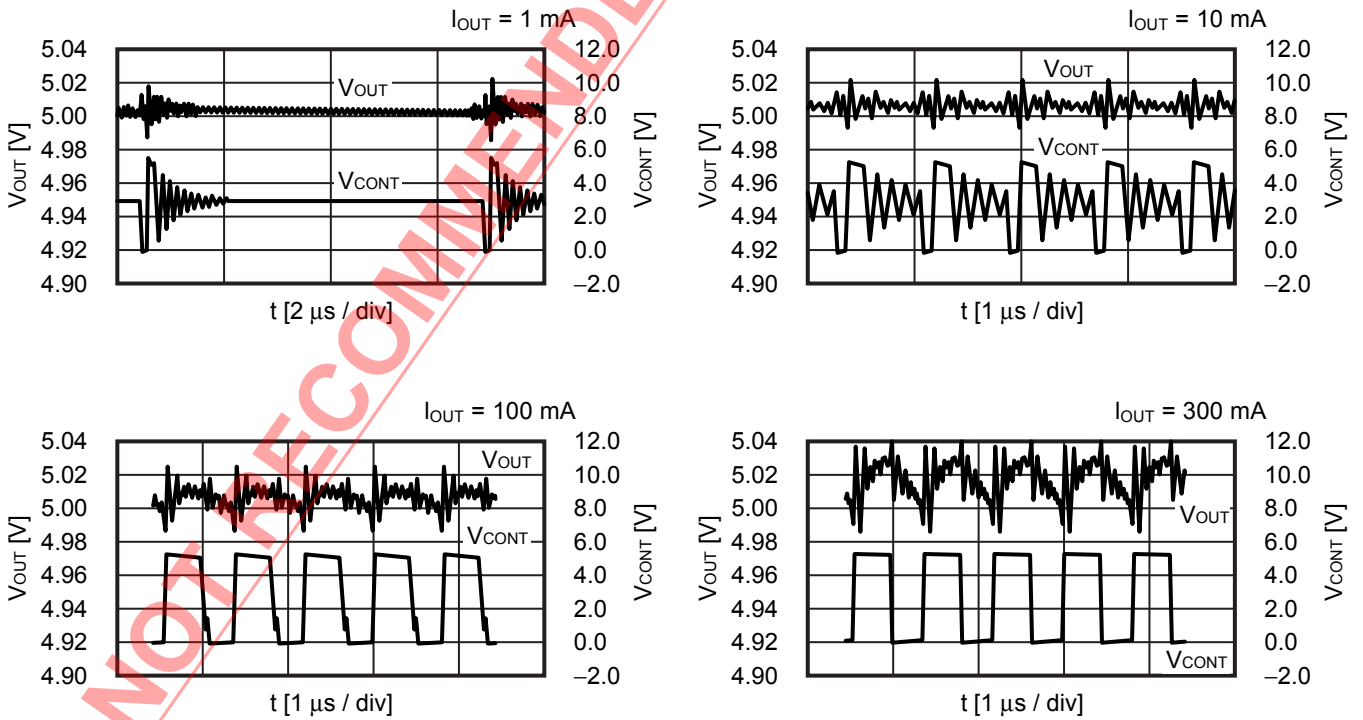 IOUT = 1 mA
5.04
5.02
5.00
4.98
4.96
4.94
4.92
4.90
VOUT [V]
VOUT
VCONT
12.0
10.0
8.0
6.0
4.0
2.0
0.0
−2.0
VCONT [V]
t [2 μs / div]
IOUT = 10 mA
5.04
5.02
5.00
4.98
4.96
4.94
4.92
4.90
VOUT [V]
VOUT
VCONT
12.0
10.0
8.0
6.0
4.0
2.0
0.0
−2.0
VCONT [V]
t [1 μs / div]
IOUT = 100 mA
5.04
5.02
5.00
4.98
4.96
4.94
4.92
4.90
VOUT [V]
VOUT
VCONT
12.0
10.0
8.0
6.0
4.0
2.0
0.0
−2.0
VCONT [V]
t [1 μs / div]
IOUT = 300 mA
5.04
5.02
5.00
4.98
4.96
4.94
4.92
4.90
VOUT [V]
VOUT
VCONT
12.0
10.0
8.0
6.0
4.0
2.0
0.0
−2.0
VCONT [V]
t [1 μs / div]
NOT RECOMMENDE